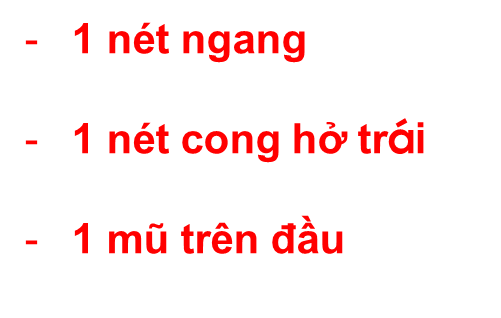 - 1 nét ngang
- 1 nét cong hở trái
- 1 mũ trên đầu